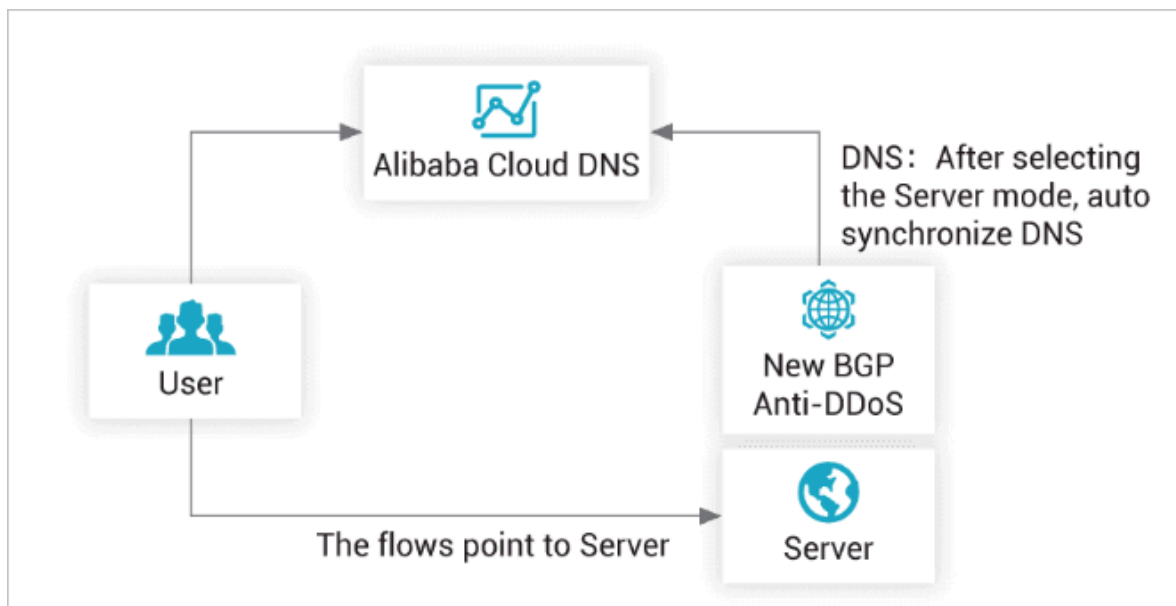 Alibaba Cloud DNS
DNS： After selecting
the Server mode, auto
synchronize DNS
User
New BGP
Anti-DDoS
The flows point to Server
Server